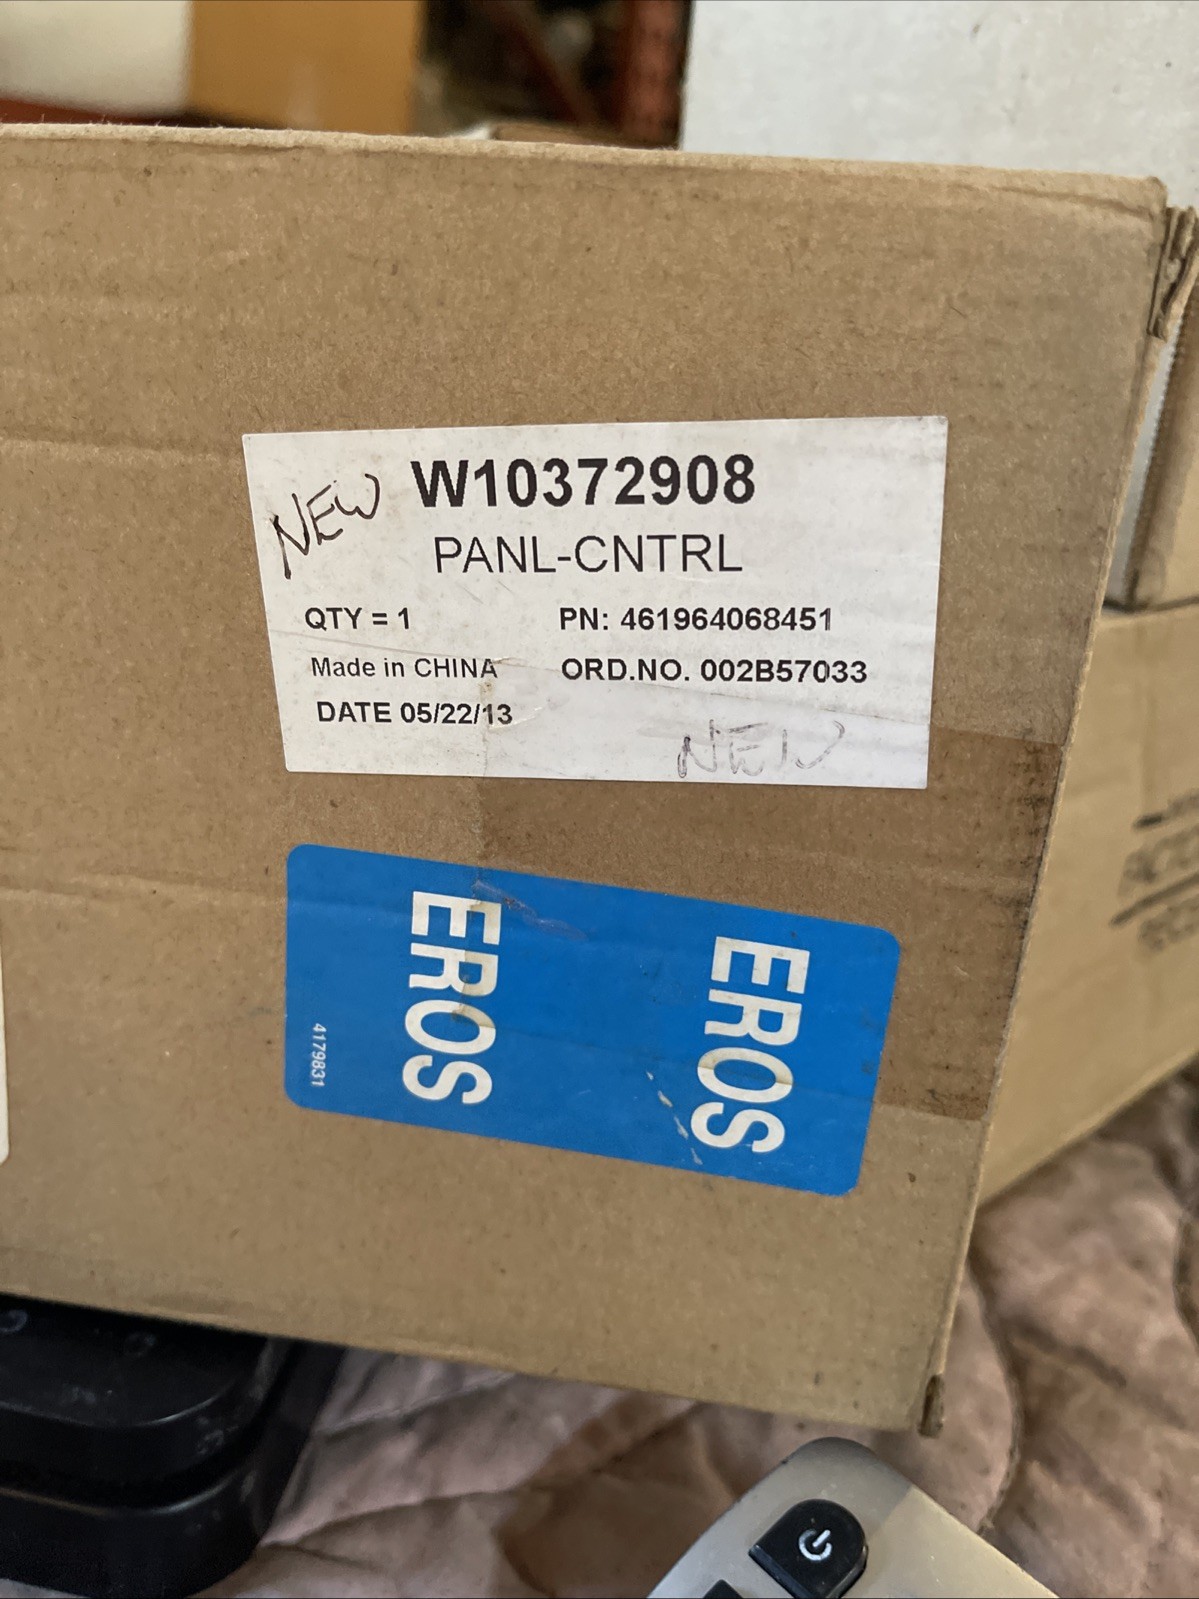 NEW
W10372908
PANL-CNTRL
QTY = 1 PN: 461964068451
Made in CHINA ORD.NO. 002B57033
DATE 05/22/13
NEW
EROS
EROS
4179831